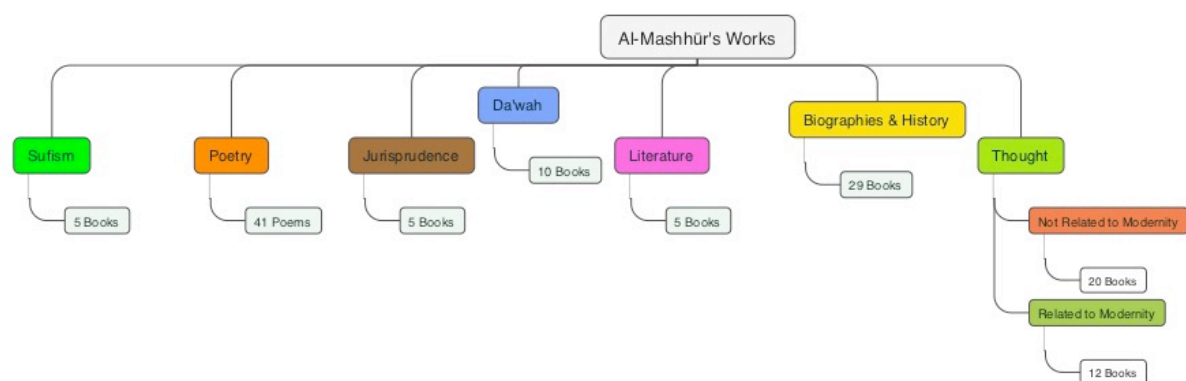 Al-Mashhūr's Works
Sufism
5 Books
Poetry
41 Poems
Jurisprudence
5 Books
Da'wah
10 Books
Literature
5 Books
Biographies & History
29 Books
Thought
Not Related to Modernity
20 Books
Related to Modernity
12 Books